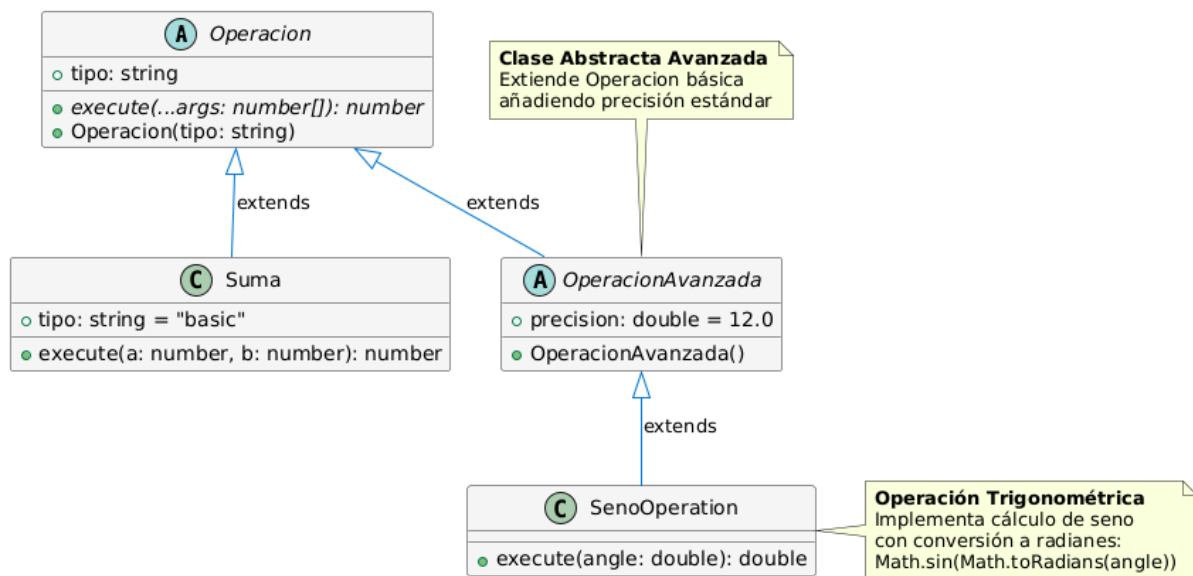 A Operacion
tipo: string
execute(...args: number[]): number
Operacion(tipo: string)
Clase Abstracta Avanzada
Extiende Operacion básica
añadiendo precisión estándar
extends
extends
C Suma
tipo: string = "basic"
execute(a: number, b: number): number
A OperacionAvanzada
precision: double = 12.0
OperacionAvanzada()
extends
C SenoOperation
execute(angle: double): double
Operación Trigonométrica
Implementa cálculo de seno
con conversión a radianes:
Math.sin(Math.toRadians(angle))